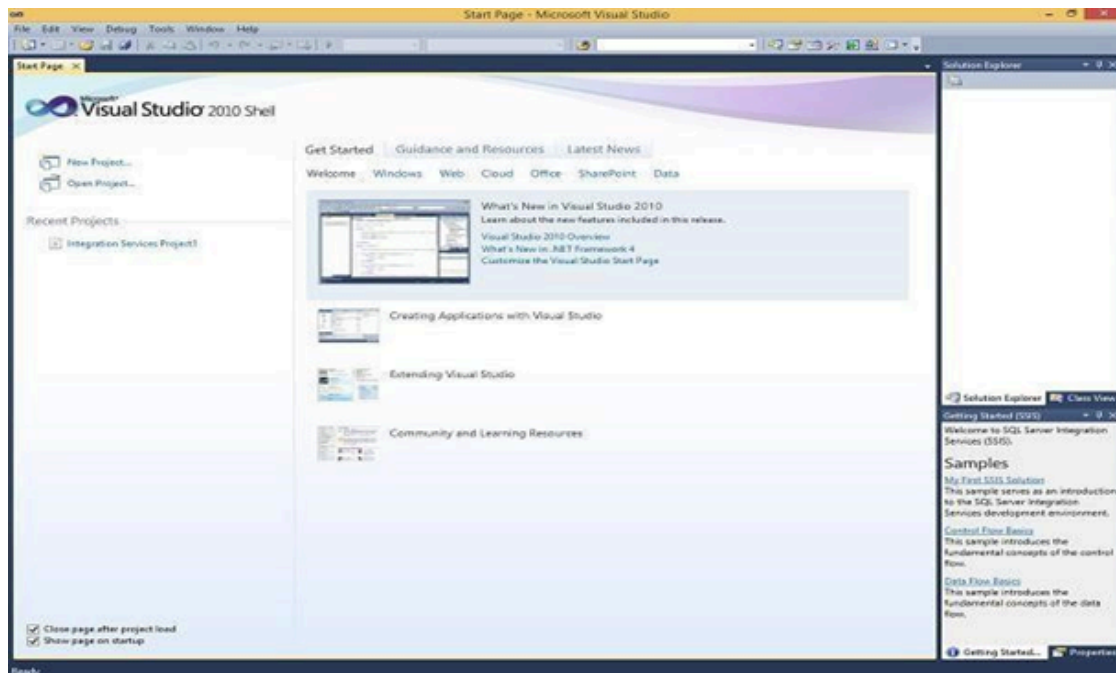 Start Page - Microsoft Visual Studio
File Edit View Debug Tools Window Help
Start Page
Microsoft
Visual Studio 2010 Shell
New Project...
Open Project...
Recent Projects
Integration Services Project1
Get Started Guidance and Resources Latest News
Welcome Windows Web Cloud Office SharePoint Data
What's New in Visual Studio 2010
Learn about the new features included in this release.
Visual Studio 2010 Overview
What's New in .NET Framework 4
Customize the Visual Studio Start Page
Creating Applications with Visual Studio
Extending Visual Studio
Community and Learning Resources
Close page after project load
Show page on startup
Solution Explorer
Solution Explorer Class View
Getting Started (SSIS)
Welcome to SQL Server Integration
Services (SSIS).
Samples
My First SSIS Solution
This sample serves as an introduction
to the SQL Server Integration
Services development environment.
Control Flow Basics
This sample introduces the
fundamental concepts of the control
flow.
Data Flow Basics
This sample introduces the
fundamental concepts of the data
flow.
Getting Started... Properties
Ready